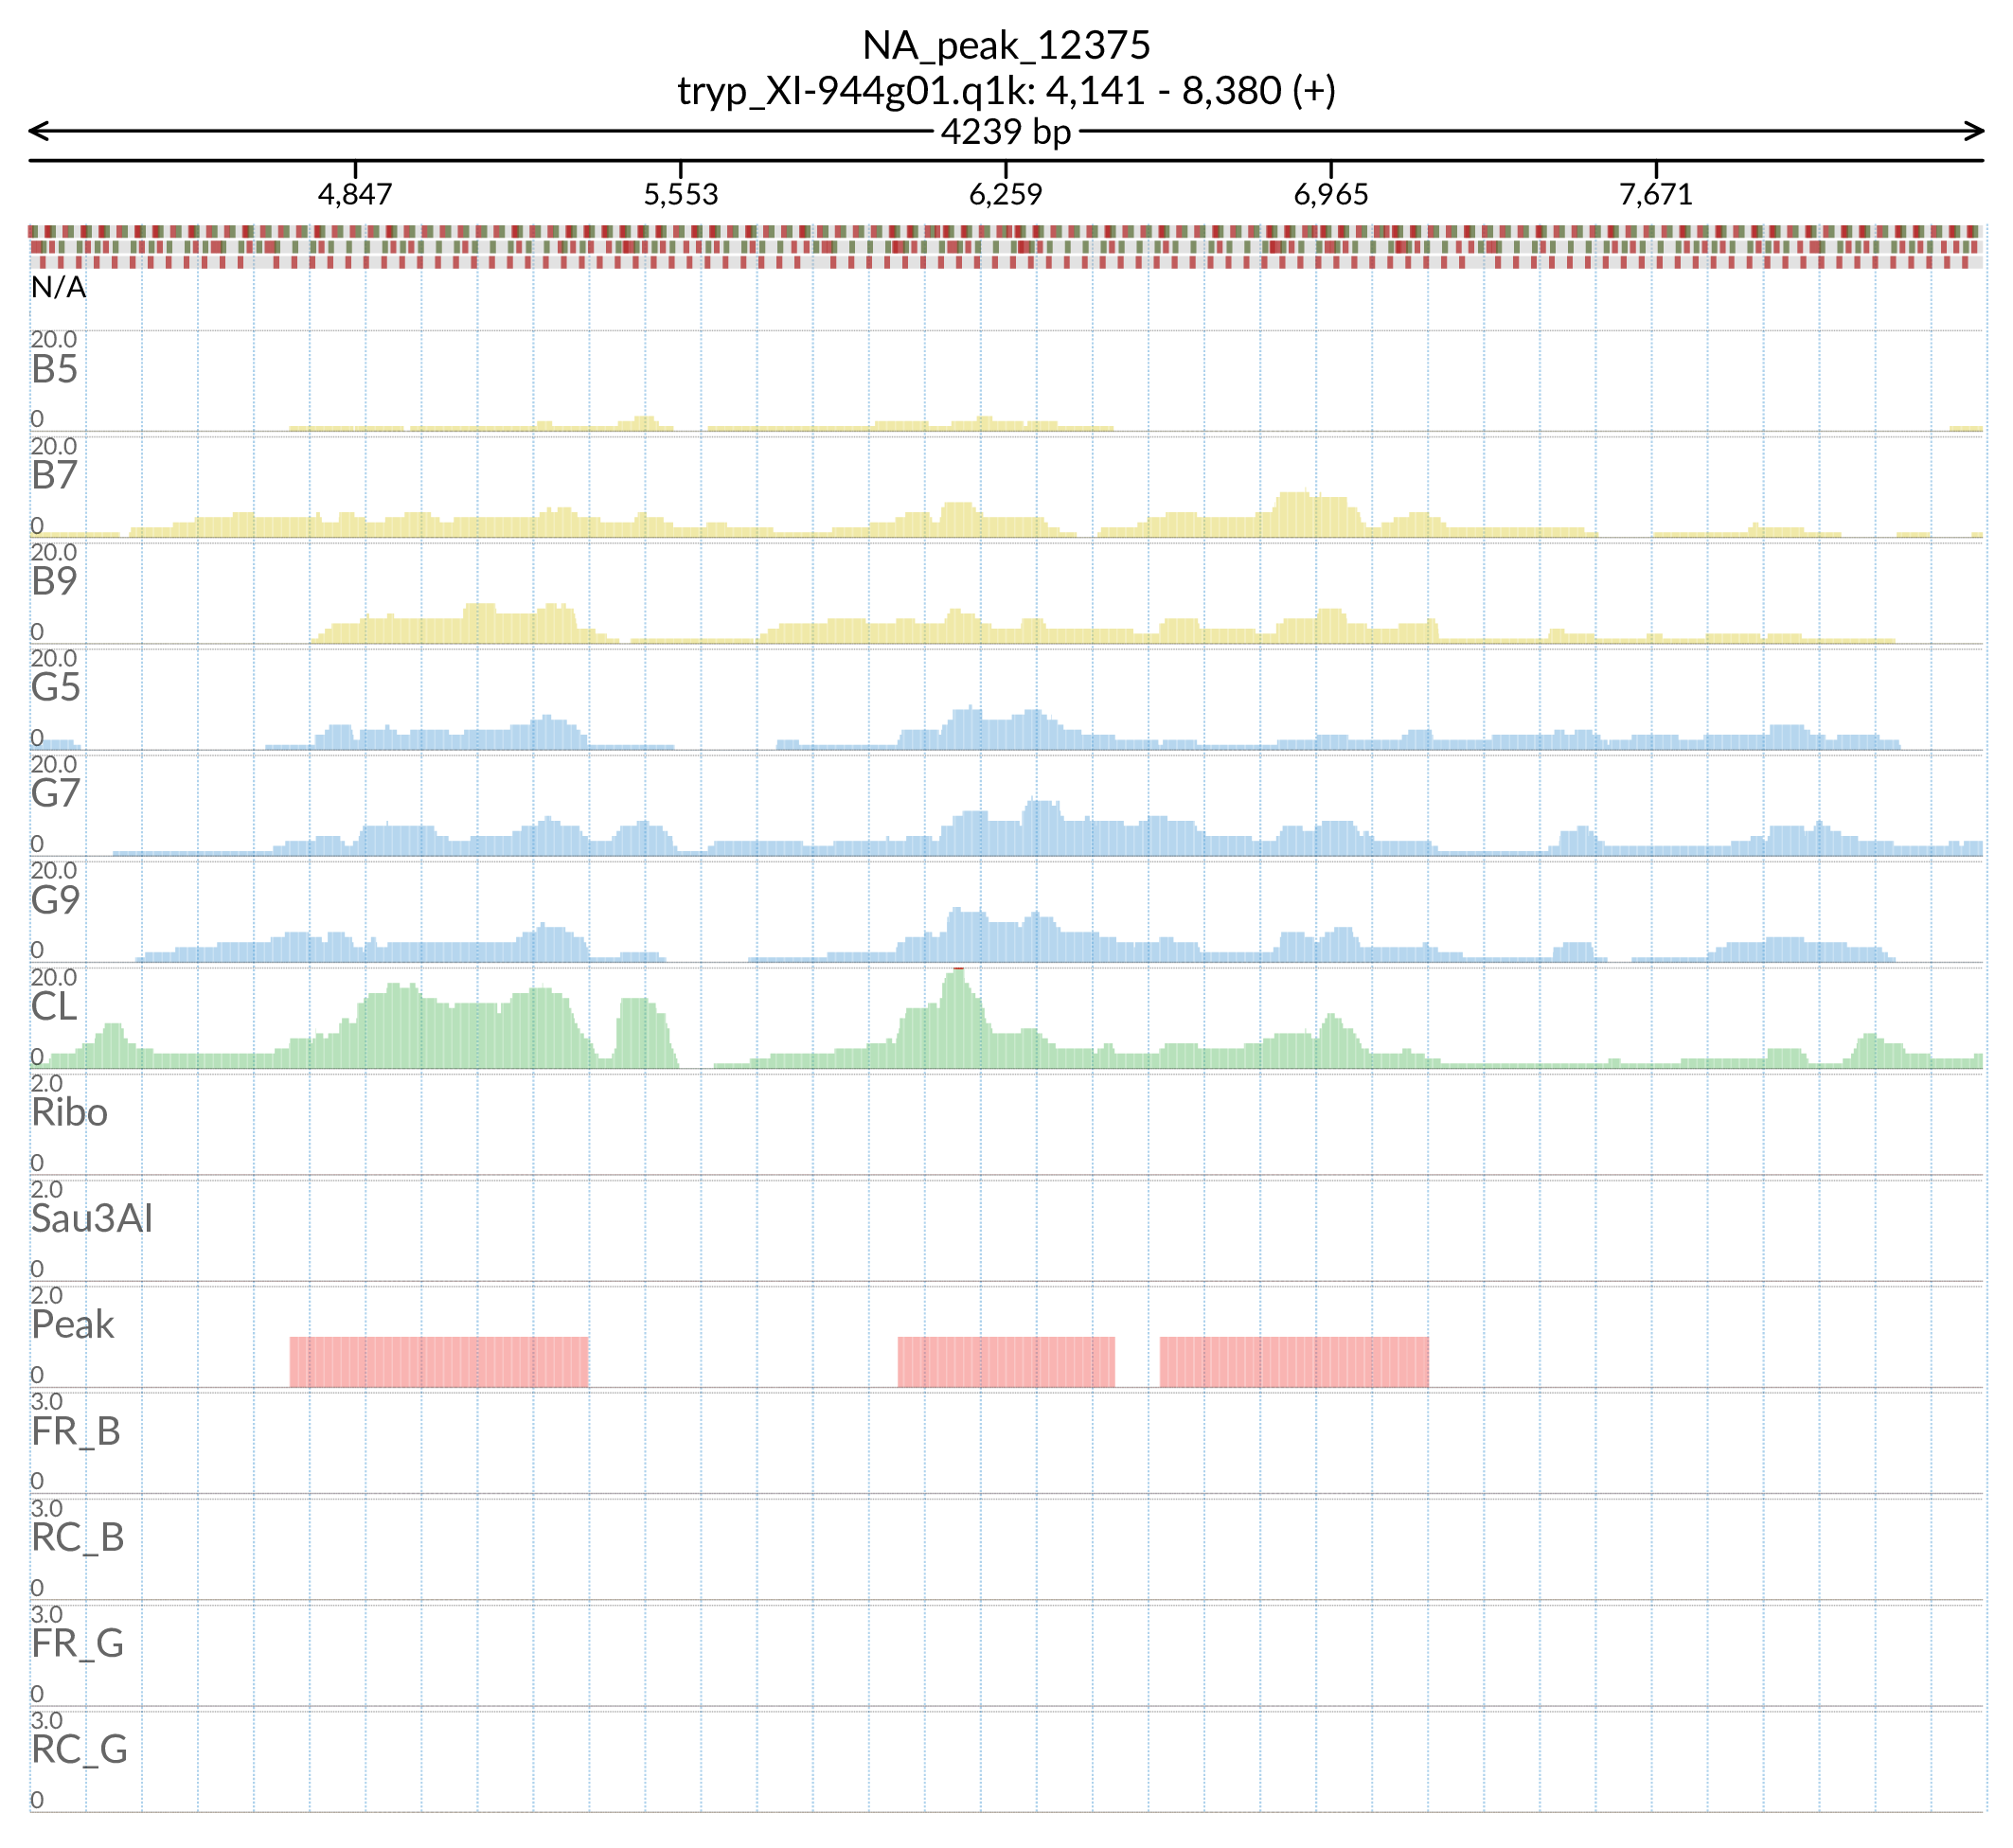 NA_peak_12375
tryp_XI-944g01.q1k: 4,141 - 8,380 (+)
4239 bp
4,847 5,553 6,259 6,965 7,671
N/A
20.0
B5
0
20.0
B7
0
20.0
B9
0
20.0
G5
0
20.0
G7
0
20.0
G9
0
20.0
CL
0
2.0
Ribo
0
2.0
Sau3AI
0
2.0
Peak
0
3.0
FR_B
0
3.0
RC_B
0
3.0
FR_G
0
3.0
RC_G
0